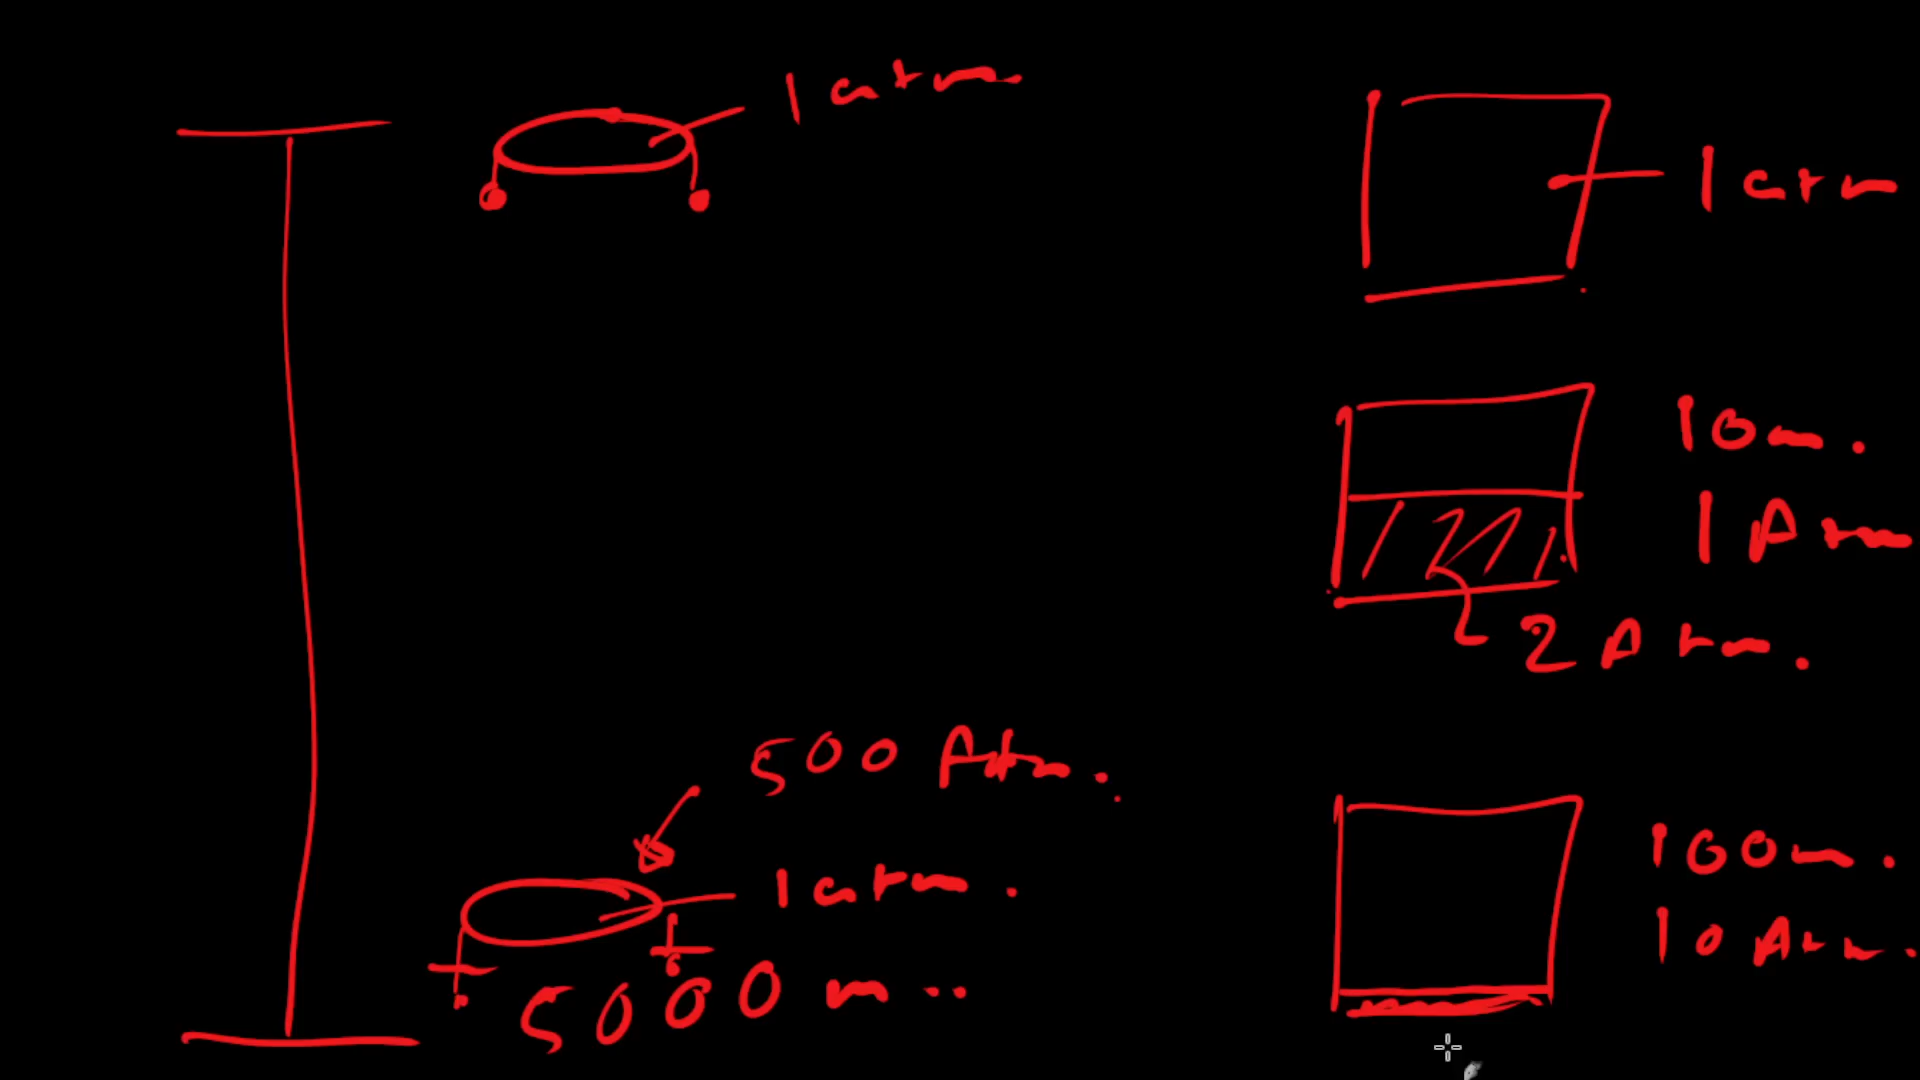 1 atm
1 atm
10m.
1 Atm
2 Atm.
500 Atm.
1 atm.
5000 m..
100m.
10 Atm.